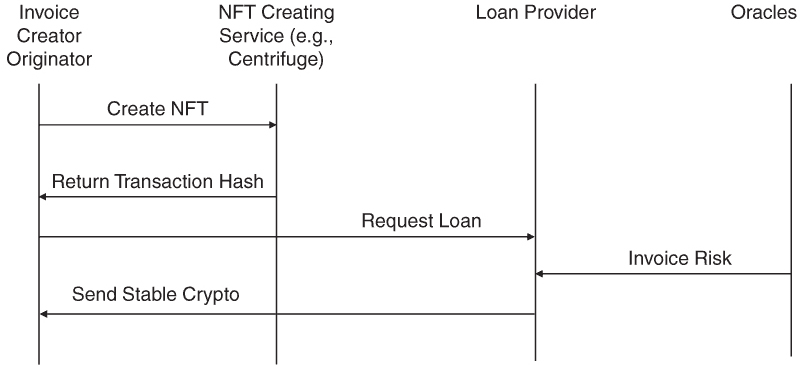 Invoice
Creator
Originator
NFT Creating
Service (e.g.,
Centrifuge)
Loan Provider
Oracles
Create NFT
Return Transaction Hash
Request Loan
Invoice Risk
Send Stable Crypto